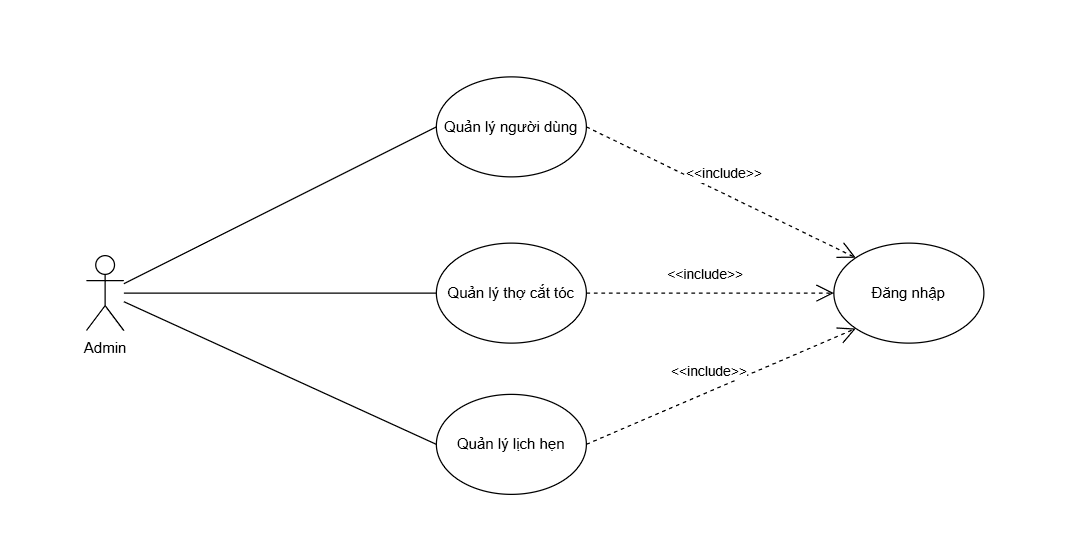 Quản lý người dùng
<<include>>
Quản lý thợ cắt tóc
<<include>>
Đăng nhập
Admin
<<include>>
Quản lý lịch hẹn